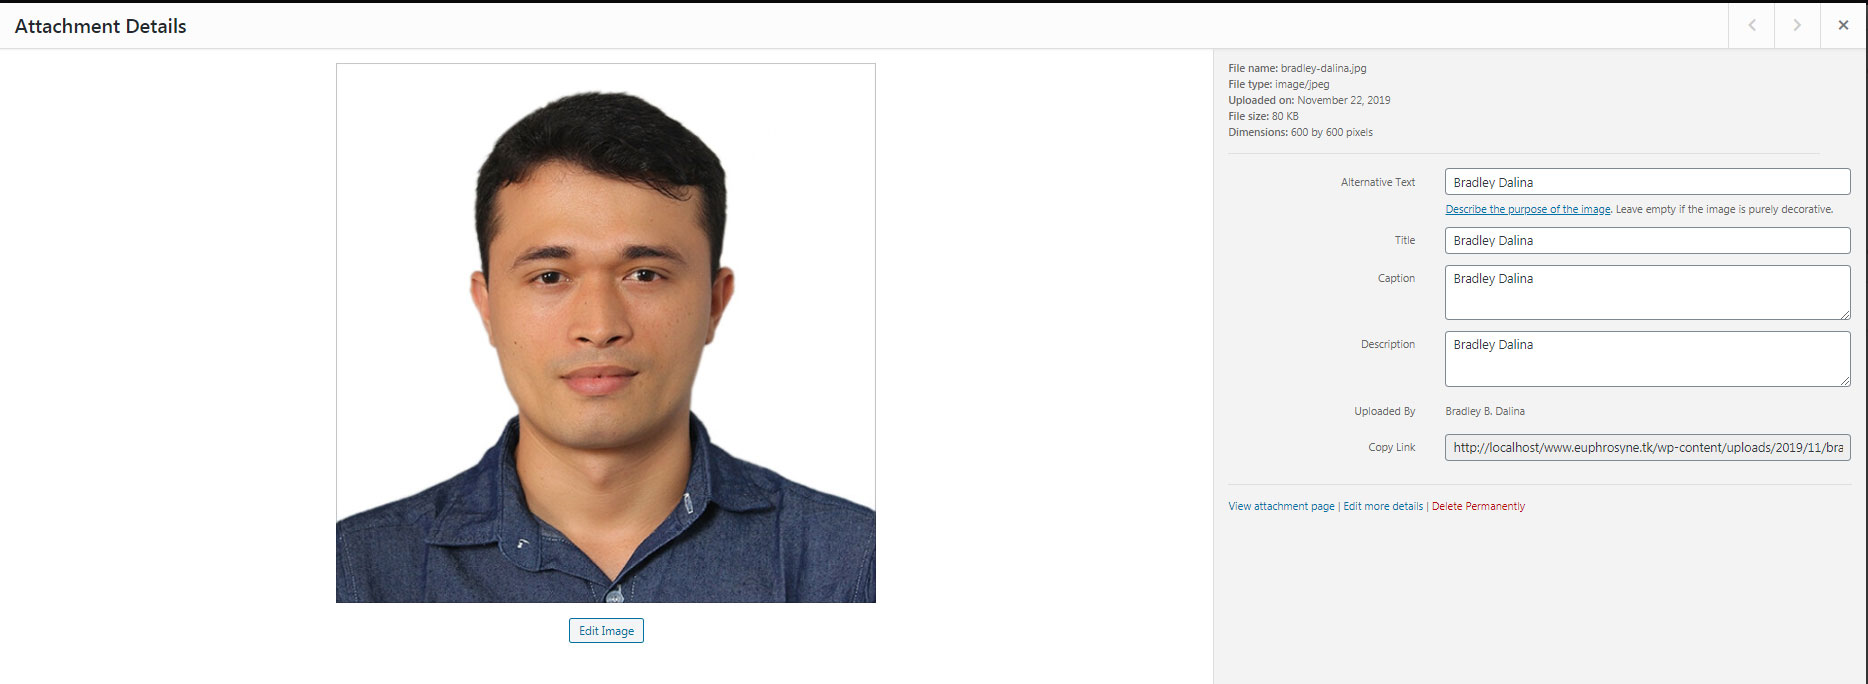 Attachment Details
File name: bradley-dalina.jpg
File type: image/jpeg
Uploaded on: November 22, 2019
File size: 80 KB
Dimensions: 600 by 600 pixels
Alternative Text Bradley Dalina
Describe the purpose of the image. Leave empty if the image is purely decorative.
Title Bradley Dalina
Caption Bradley Dalina
Description Bradley Dalina
Uploaded By Bradley B. Dalina
Copy Link http://localhost/www.euphrosyne.tk/wp-content/uploads/2019/11/bra
View attachment page | Edit more details | Delete Permanently
Edit Image